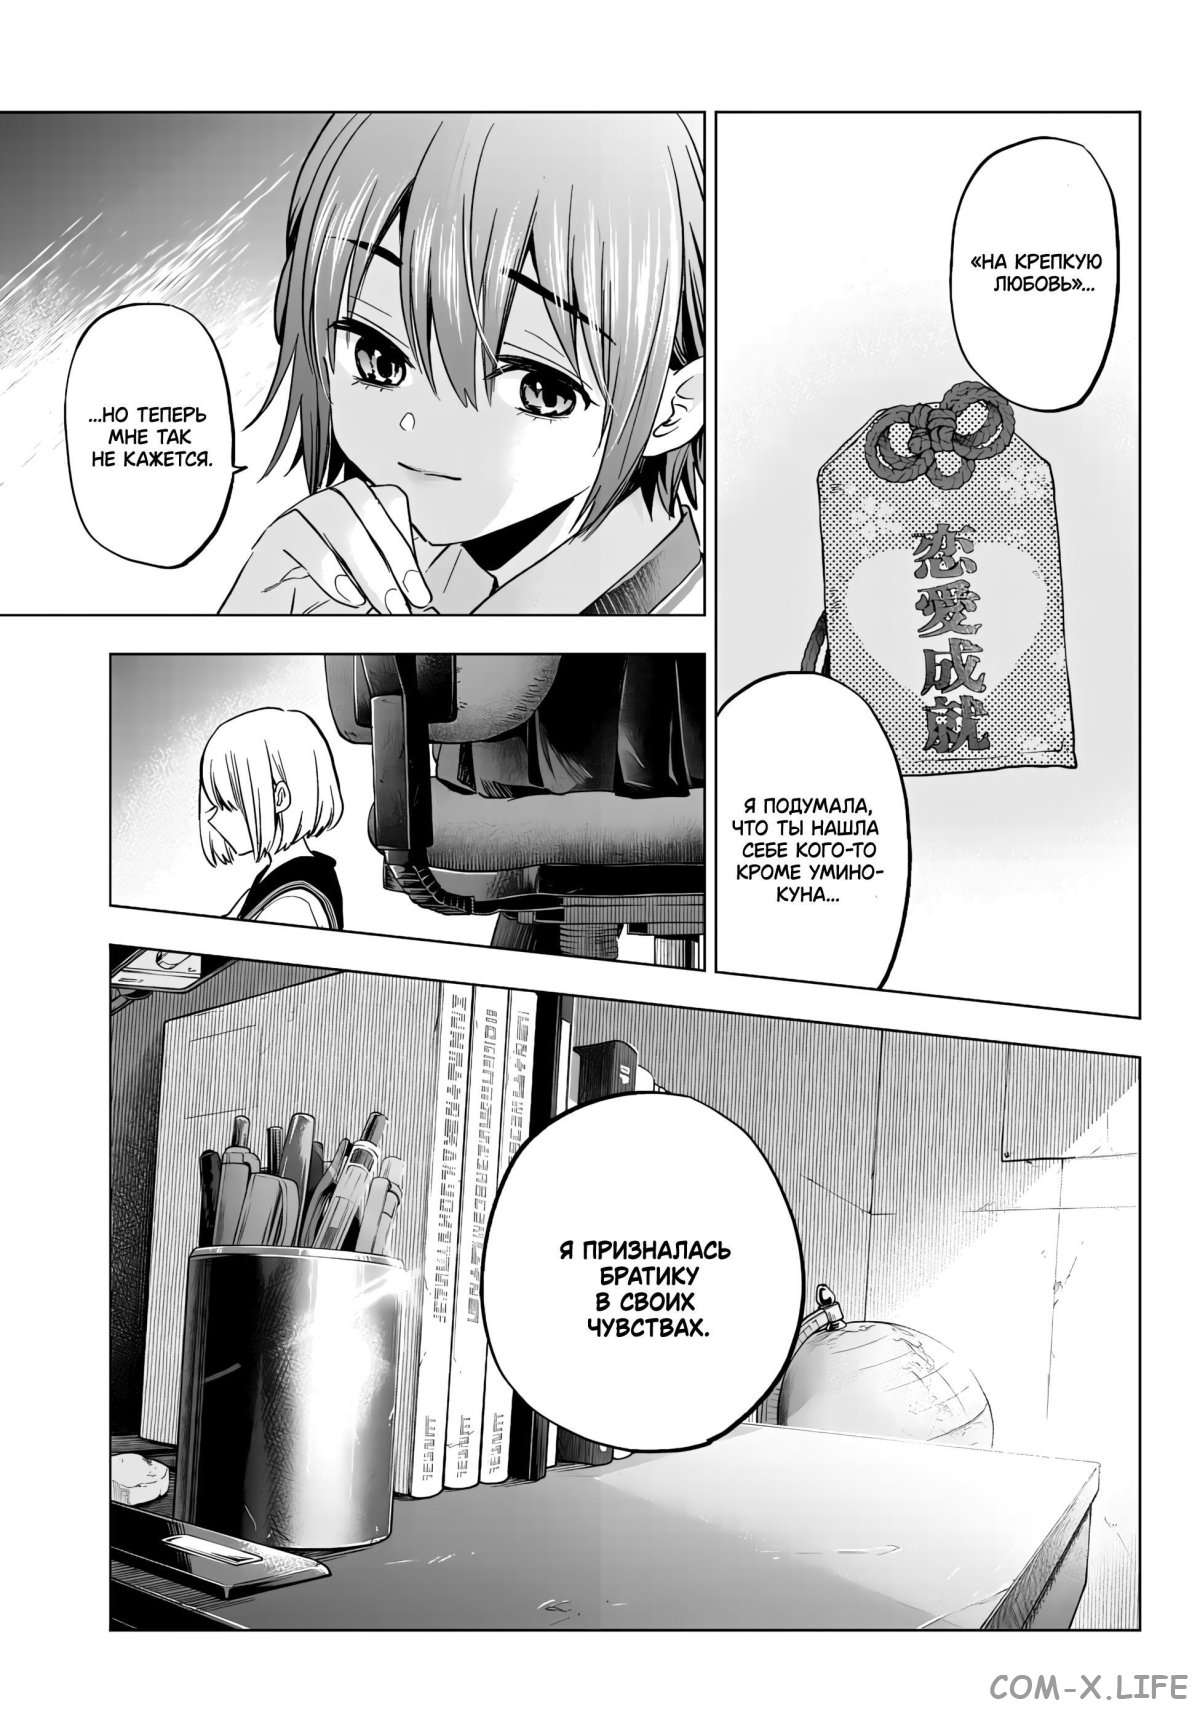 «НА КРЕПКУЮ
ЛЮБОВЬ»...
恋愛成就
Я ПОДУМАЛА,
ЧТО ТЫ НАШЛА
СЕБЕ КОГО-ТО
КРОМЕ УМИНО-
КУНА...
...НО ТЕПЕРЬ
МНЕ ТАК
НЕ КАЖЕТСЯ.
Я ПРИЗНАЛАСЬ
БРАТИКУ
В СВОИХ
ЧУВСТВАХ.
COM-X.LIFE